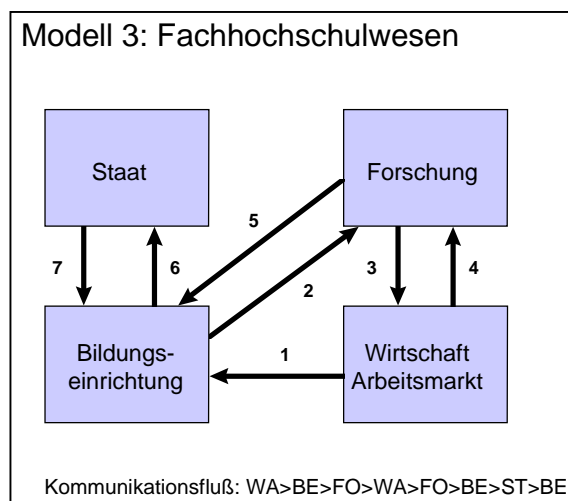 Modell 3: Fachhochschulwesen
Staat
Forschung
5
7
6
2
3
4
Bildungs-
einrichtung
1
Wirtschaft
Arbeitsmarkt
Kommunikationsfluß: WA>BE>FO>WA>FO>BE>ST>BE